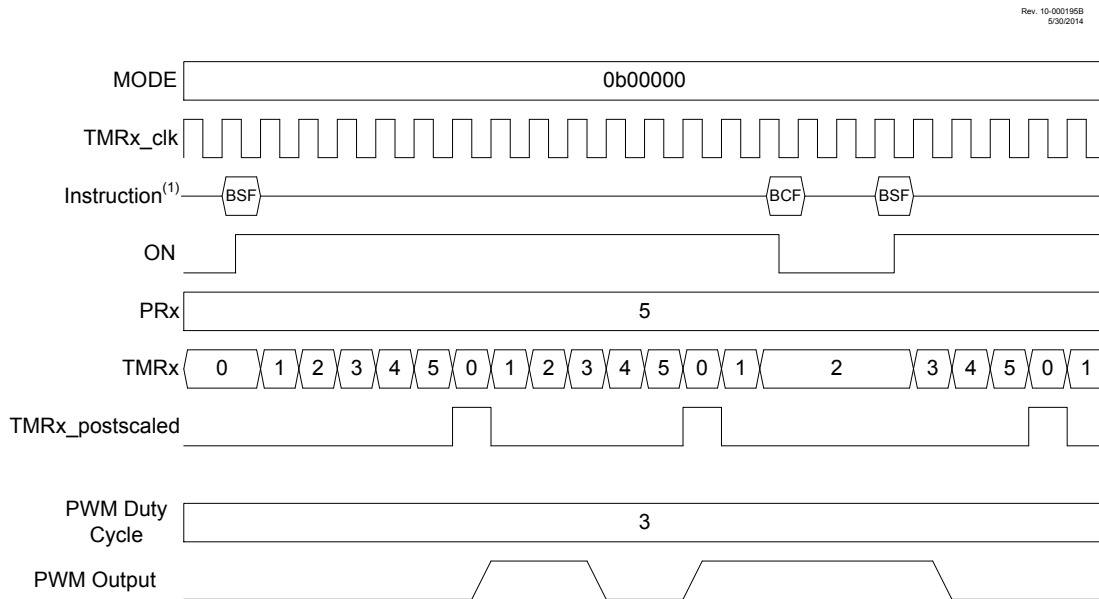 Rev. 10-000195B
5/30/2014
MODE 0b00000
TMRx_clk
Instruction(1) BSF BCF BSF
ON
PRx 5
TMRx 0 1 2 3 4 5 0 1 2 3 4 5 0 1 2 3 4 5 0 1
TMRx_postscaled
PWM Duty
Cycle 3
PWM Output